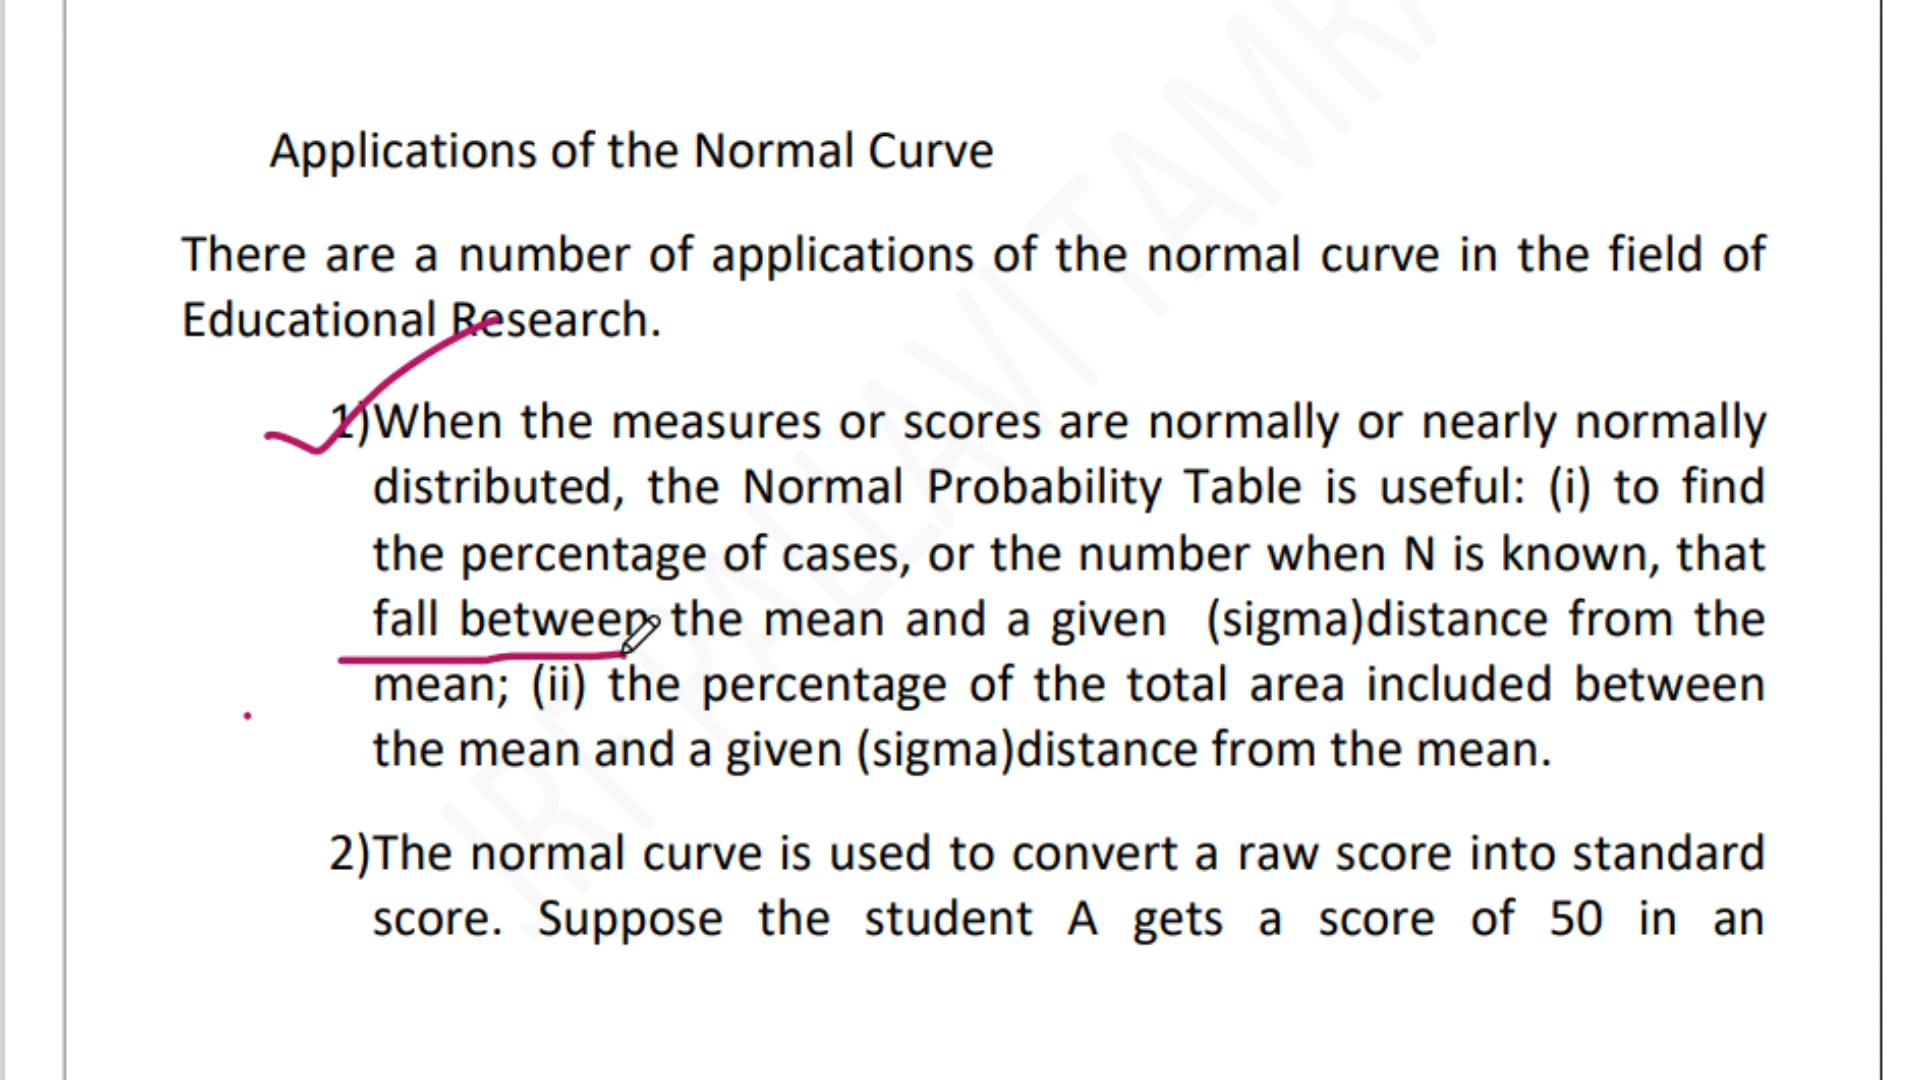 Applications of the Normal Curve
There are a number of applications of the normal curve in the field of
Educational Research.
1)When the measures or scores are normally or nearly normally
distributed, the Normal Probability Table is useful: (i) to find
the percentage of cases, or the number when N is known, that
fall between the mean and a given (sigma)distance from the
mean; (ii) the percentage of the total area included between
the mean and a given (sigma)distance from the mean.
2)The normal curve is used to convert a raw score into standard
score. Suppose the student A gets a score of 50 in an